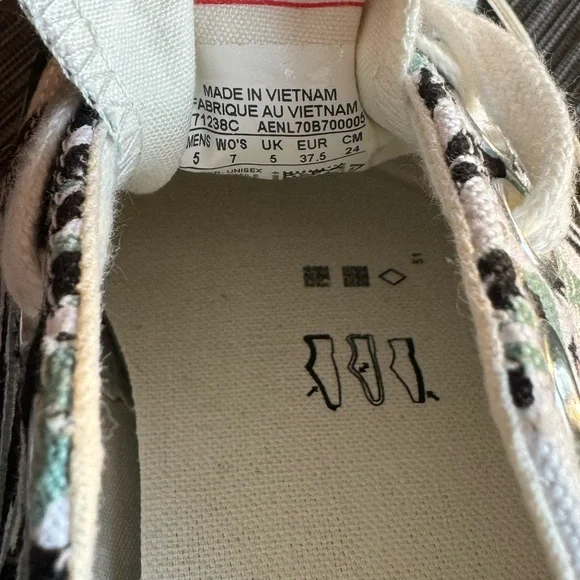 MADE IN VIETNAM
FABRIQUE AU VIETNAM
71238C AENL70B700005
MENS WO'S UK EUR CM
5 7 5 37.5 24
UNISEX